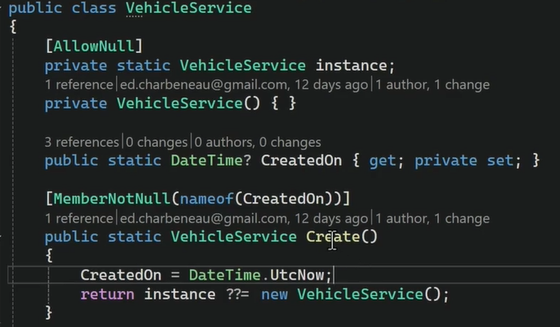 public class VehicleService
{
[AllowNull]
private static VehicleService instance;
1 reference | ed.charbeneau@gmail.com, 12 days ago | 1 author, 1 change
private VehicleService() { }
3 references | 0 changes | 0 authors, 0 changes
public static DateTime? CreatedOn { get; private set; }
[MemberNotNull(nameof(CreatedOn))]
1 reference | ed.charbeneau@gmail.com, 12 days ago | 1 author, 1 change
public static VehicleService Create()
{
CreatedOn = DateTime.UtcNow;
return instance ??= new VehicleService();
}